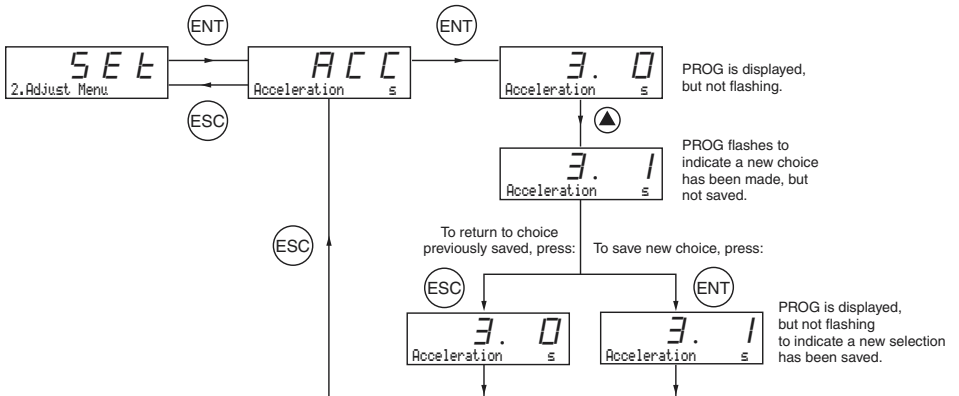 ENT
ENT
SEt
2.Adjust Menu
ACC
Acceleration s
3. 0
Acceleration s
PROG is displayed,
but not flashing.
ESC
▲
3. 1
Acceleration s
PROG flashes to
indicate a new choice
has been made, but
not saved.
ESC
To return to choice
previously saved, press:
To save new choice, press:
ESC
ENT
3. 0
Acceleration s
3. 1
Acceleration s
PROG is displayed,
but not flashing
to indicate a new selection
has been saved.